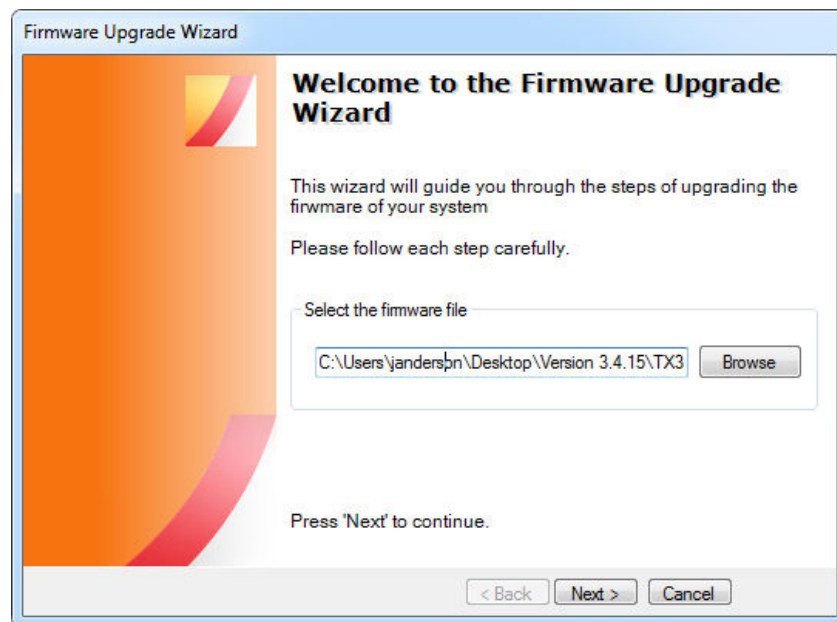 Firmware Upgrade Wizard
Welcome to the Firmware Upgrade
Wizard
This wizard will guide you through the steps of upgrading the
firwmare of your system
Please follow each step carefully.
Select the firmware file
C:\Users\janderson\Desktop\Version 3.4.15\TX3
Browse
Press 'Next' to continue.
< Back Next > Cancel